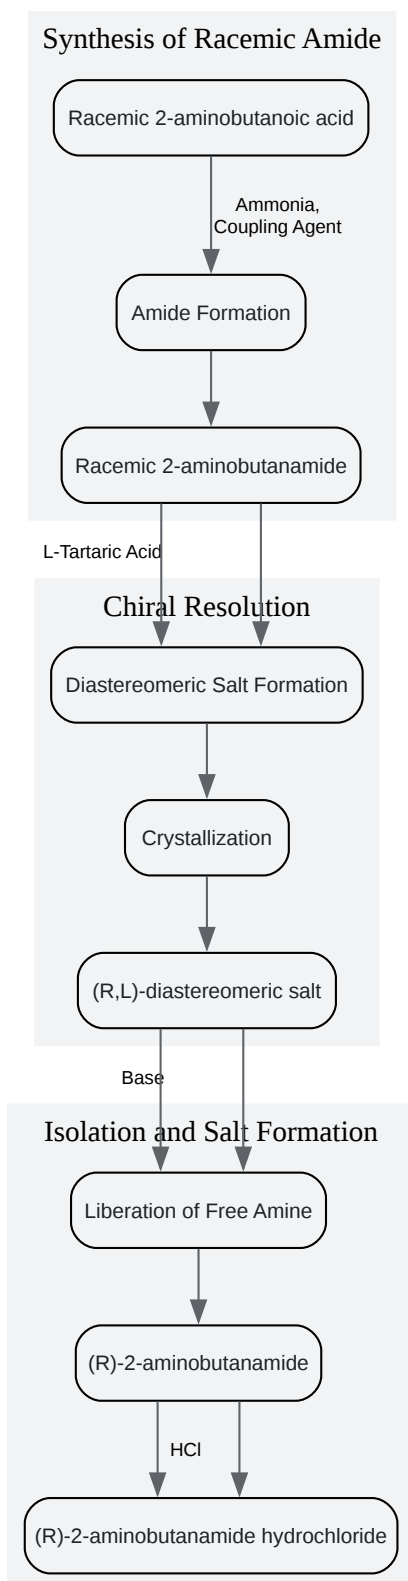 Synthesis of Racemic Amide
Racemic 2-aminobutanoic acid
Ammonia,
Coupling Agent
Amide Formation
Racemic 2-aminobutanamide
L-Tartaric Acid
Chiral Resolution
Diastereomeric Salt Formation
Crystallization
(R,L)-diastereomeric salt
Base
Isolation and Salt Formation
Liberation of Free Amine
(R)-2-aminobutanamide
HCl
(R)-2-aminobutanamide hydrochloride